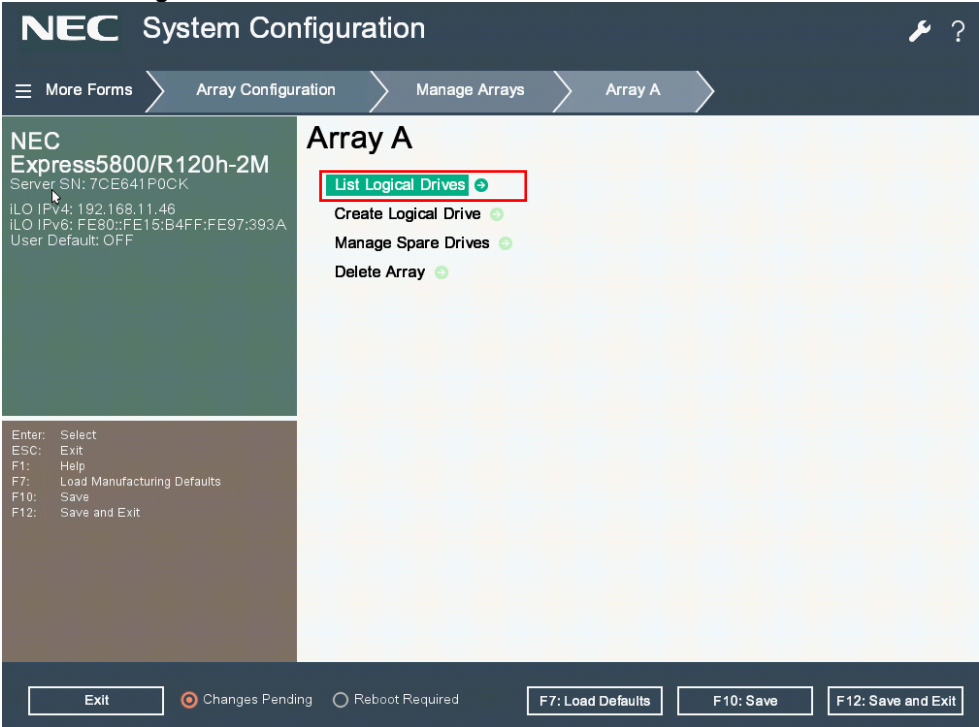 NEC System Configuration
?
More Forms
Array Configuration
Manage Arrays
Array A
NEC
Express5800/R120h-2M
Server SN: 7CE641P0CK
iLO IPv4: 192.168.11.46
iLO IPv6: FE80::FE15:B4FF:FE97:393A
User Default: OFF
Array A
List Logical Drives
Create Logical Drive
Manage Spare Drives
Delete Array
Enter: Select
ESC: Exit
F1: Help
F7: Load Manufacturing Defaults
F10: Save
F12: Save and Exit
Exit
Changes Pending
Reboot Required
F7: Load Defaults
F10: Save
F12: Save and Exit